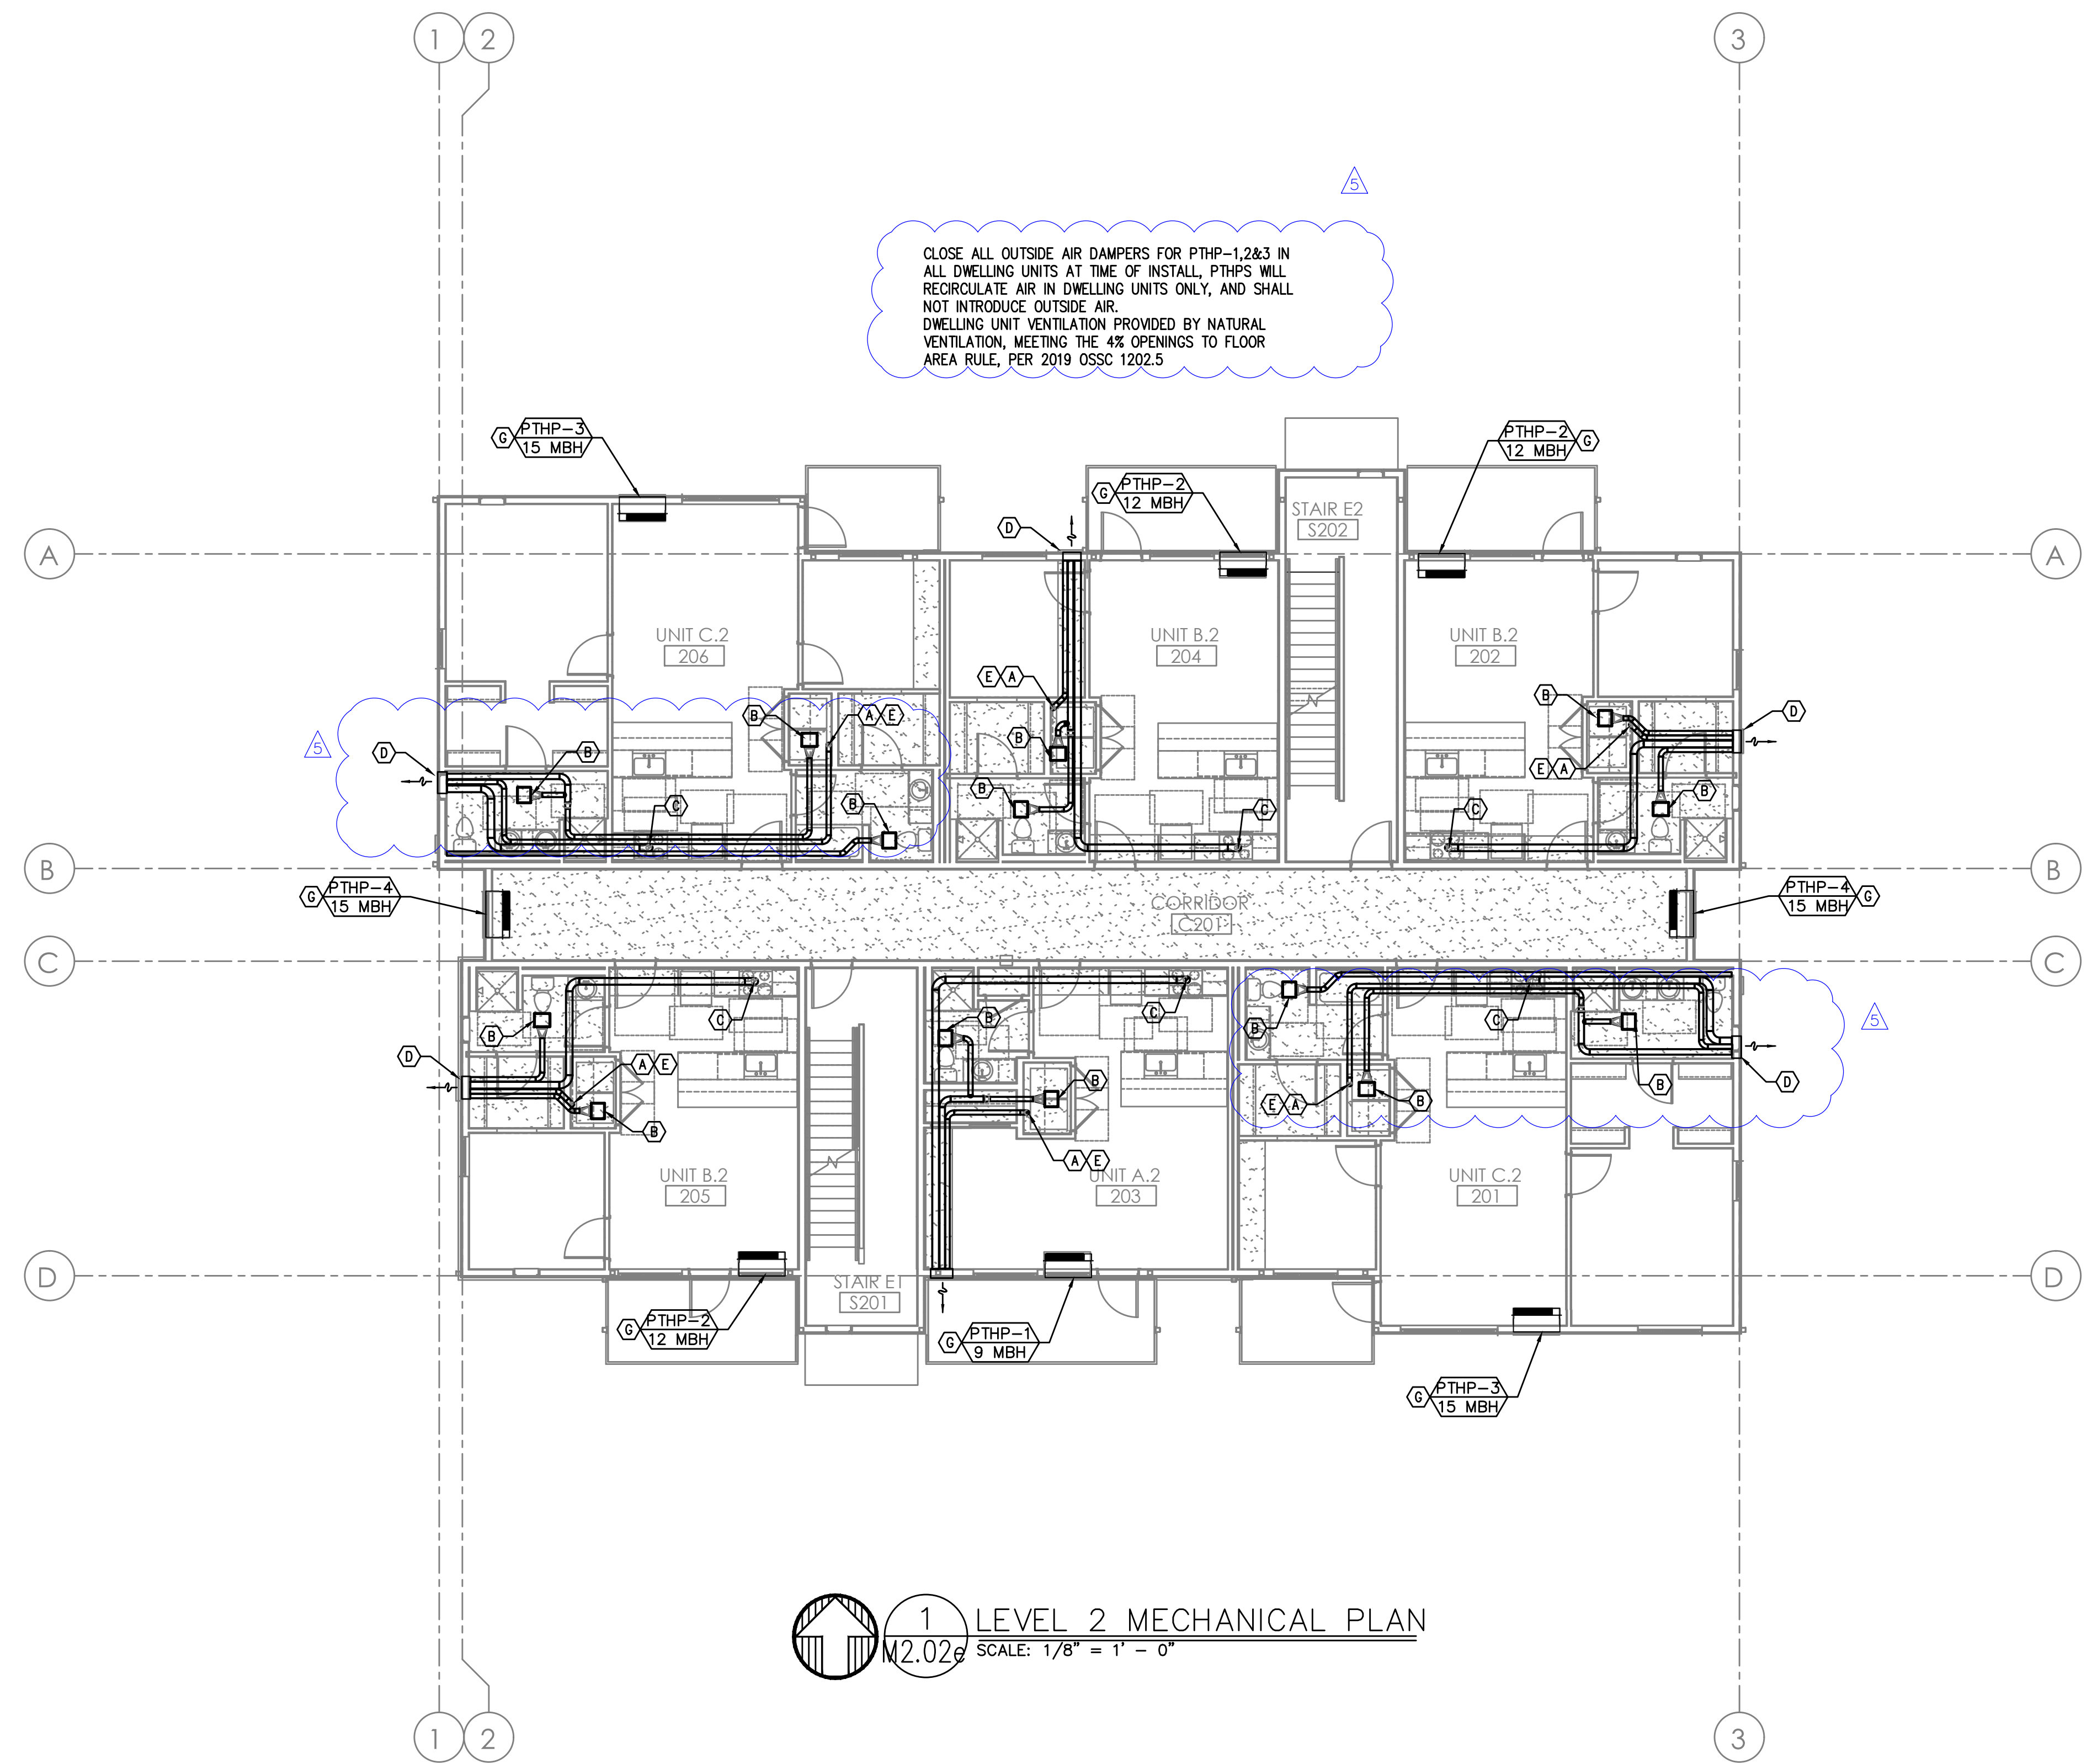 1 2 3
5
CLOSE ALL OUTSIDE AIR DAMPERS FOR PTHP-1,2&3 IN
ALL DWELLING UNITS AT TIME OF INSTALL, PTHPS WILL
RECIRCULATE AIR IN DWELLING UNITS ONLY, AND SHALL
NOT INTRODUCE OUTSIDE AIR.
DWELLING UNIT VENTILATION PROVIDED BY NATURAL
VENTILATION, MEETING THE 4% OPENINGS TO FLOOR
AREA RULE, PER 2019 OSSC 1202.5
G PTHP-3
15 MBH
PTHP-2 G
12 MBH
G PTHP-2
12 MBH
STAIR E2
S202
D
A A
UNIT C.2
206
UNIT B.2
204
UNIT B.2
202
E A
B
B
A E
B
D
5
D
B
B
E A
B
B
B
C
C
C
B B
PTHP-4
G
15 MBH
PTHP-4
G
15 MBH
CORRIDOR
C201
C C
B
C
B
C
B
C
5
D
A E
B
B
E A
B
B
D
B
A E
UNIT B.2
205
UNIT A.2
203
UNIT C.2
201
D D
STAIR E1
S201
G PTHP-2
12 MBH
G PTHP-1
9 MBH
G PTHP-3
15 MBH
1
M2.02e
LEVEL 2 MECHANICAL PLAN
SCALE: 1/8" = 1' - 0"
1 2 3